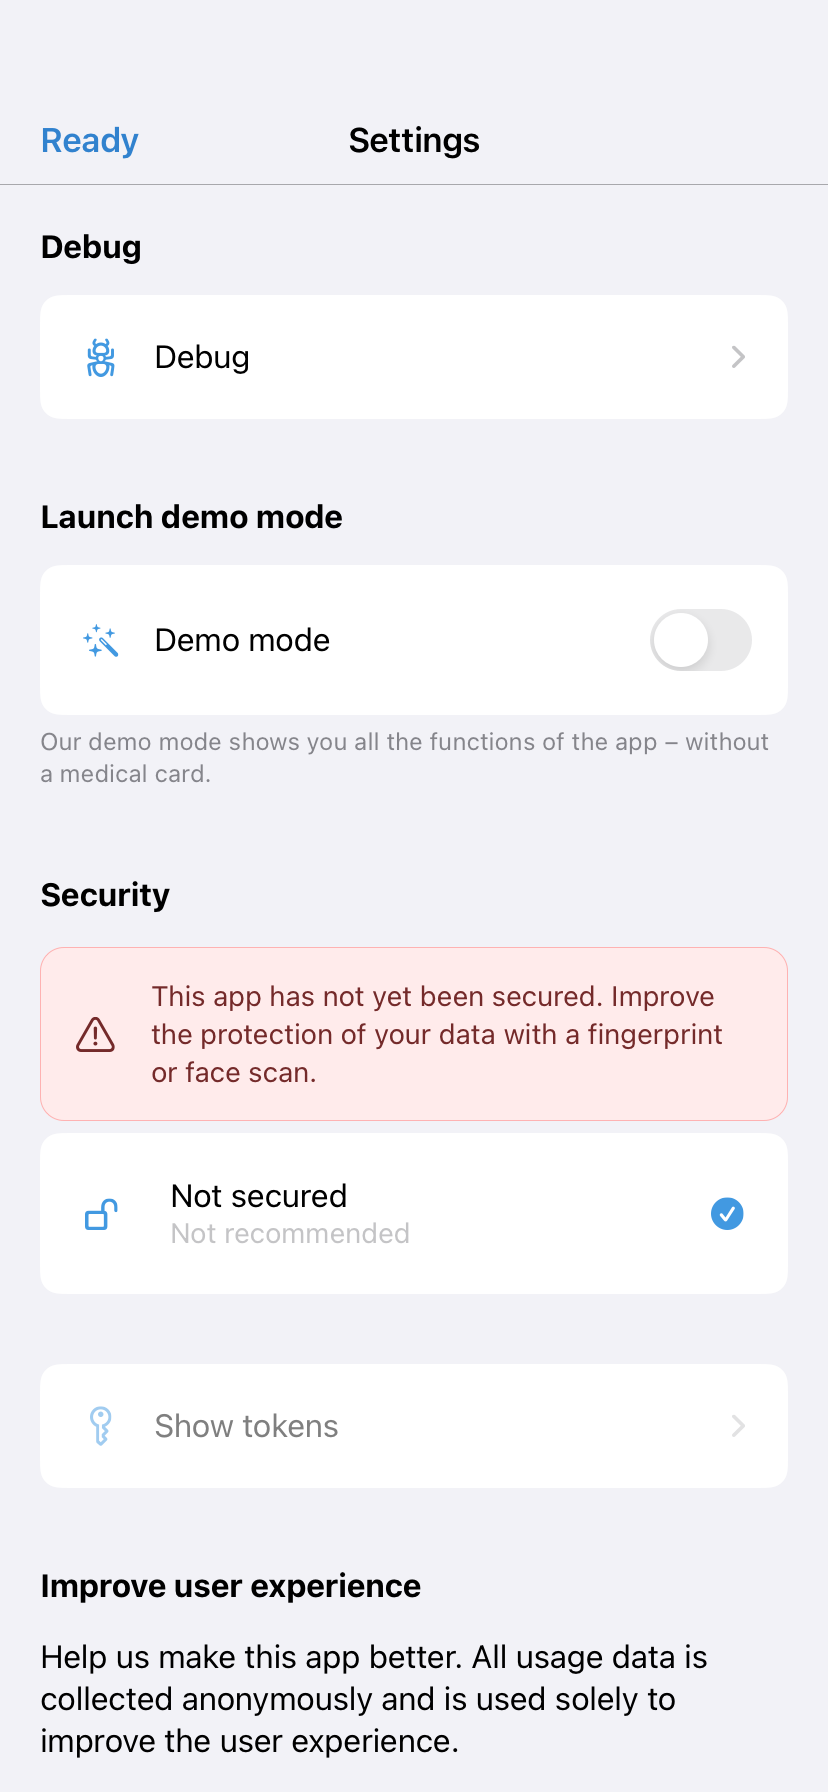 Ready
Settings
Debug
Debug
Launch demo mode
Demo mode
Our demo mode shows you all the functions of the app – without
a medical card.
Security
This app has not yet been secured. Improve
the protection of your data with a fingerprint
or face scan.
Not secured
Not recommended
Show tokens
Improve user experience
Help us make this app better. All usage data is
collected anonymously and is used solely to
improve the user experience.